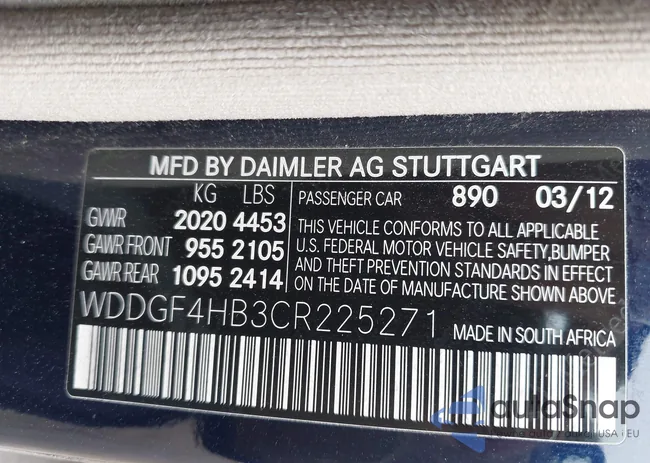 MFD BY DAIMLER AG STUTTGART
KG LBS PASSENGER CAR 890 03/12
GVWR 2020 4453
GAWR FRONT 955 2105
GAWR REAR 1095 2414
THIS VEHICLE CONFORMS TO ALL APPLICABLE
U.S. FEDERAL MOTOR VEHICLE SAFETY,BUMPER
AND THEFT PREVENTION STANDARDS IN EFFECT
ON THE DATE OF MANUFACTURE SHOWN ABOVE
WDDGF4HB3CR225271 MADE IN SOUTH AFRICA
autoSnap
USA i EU